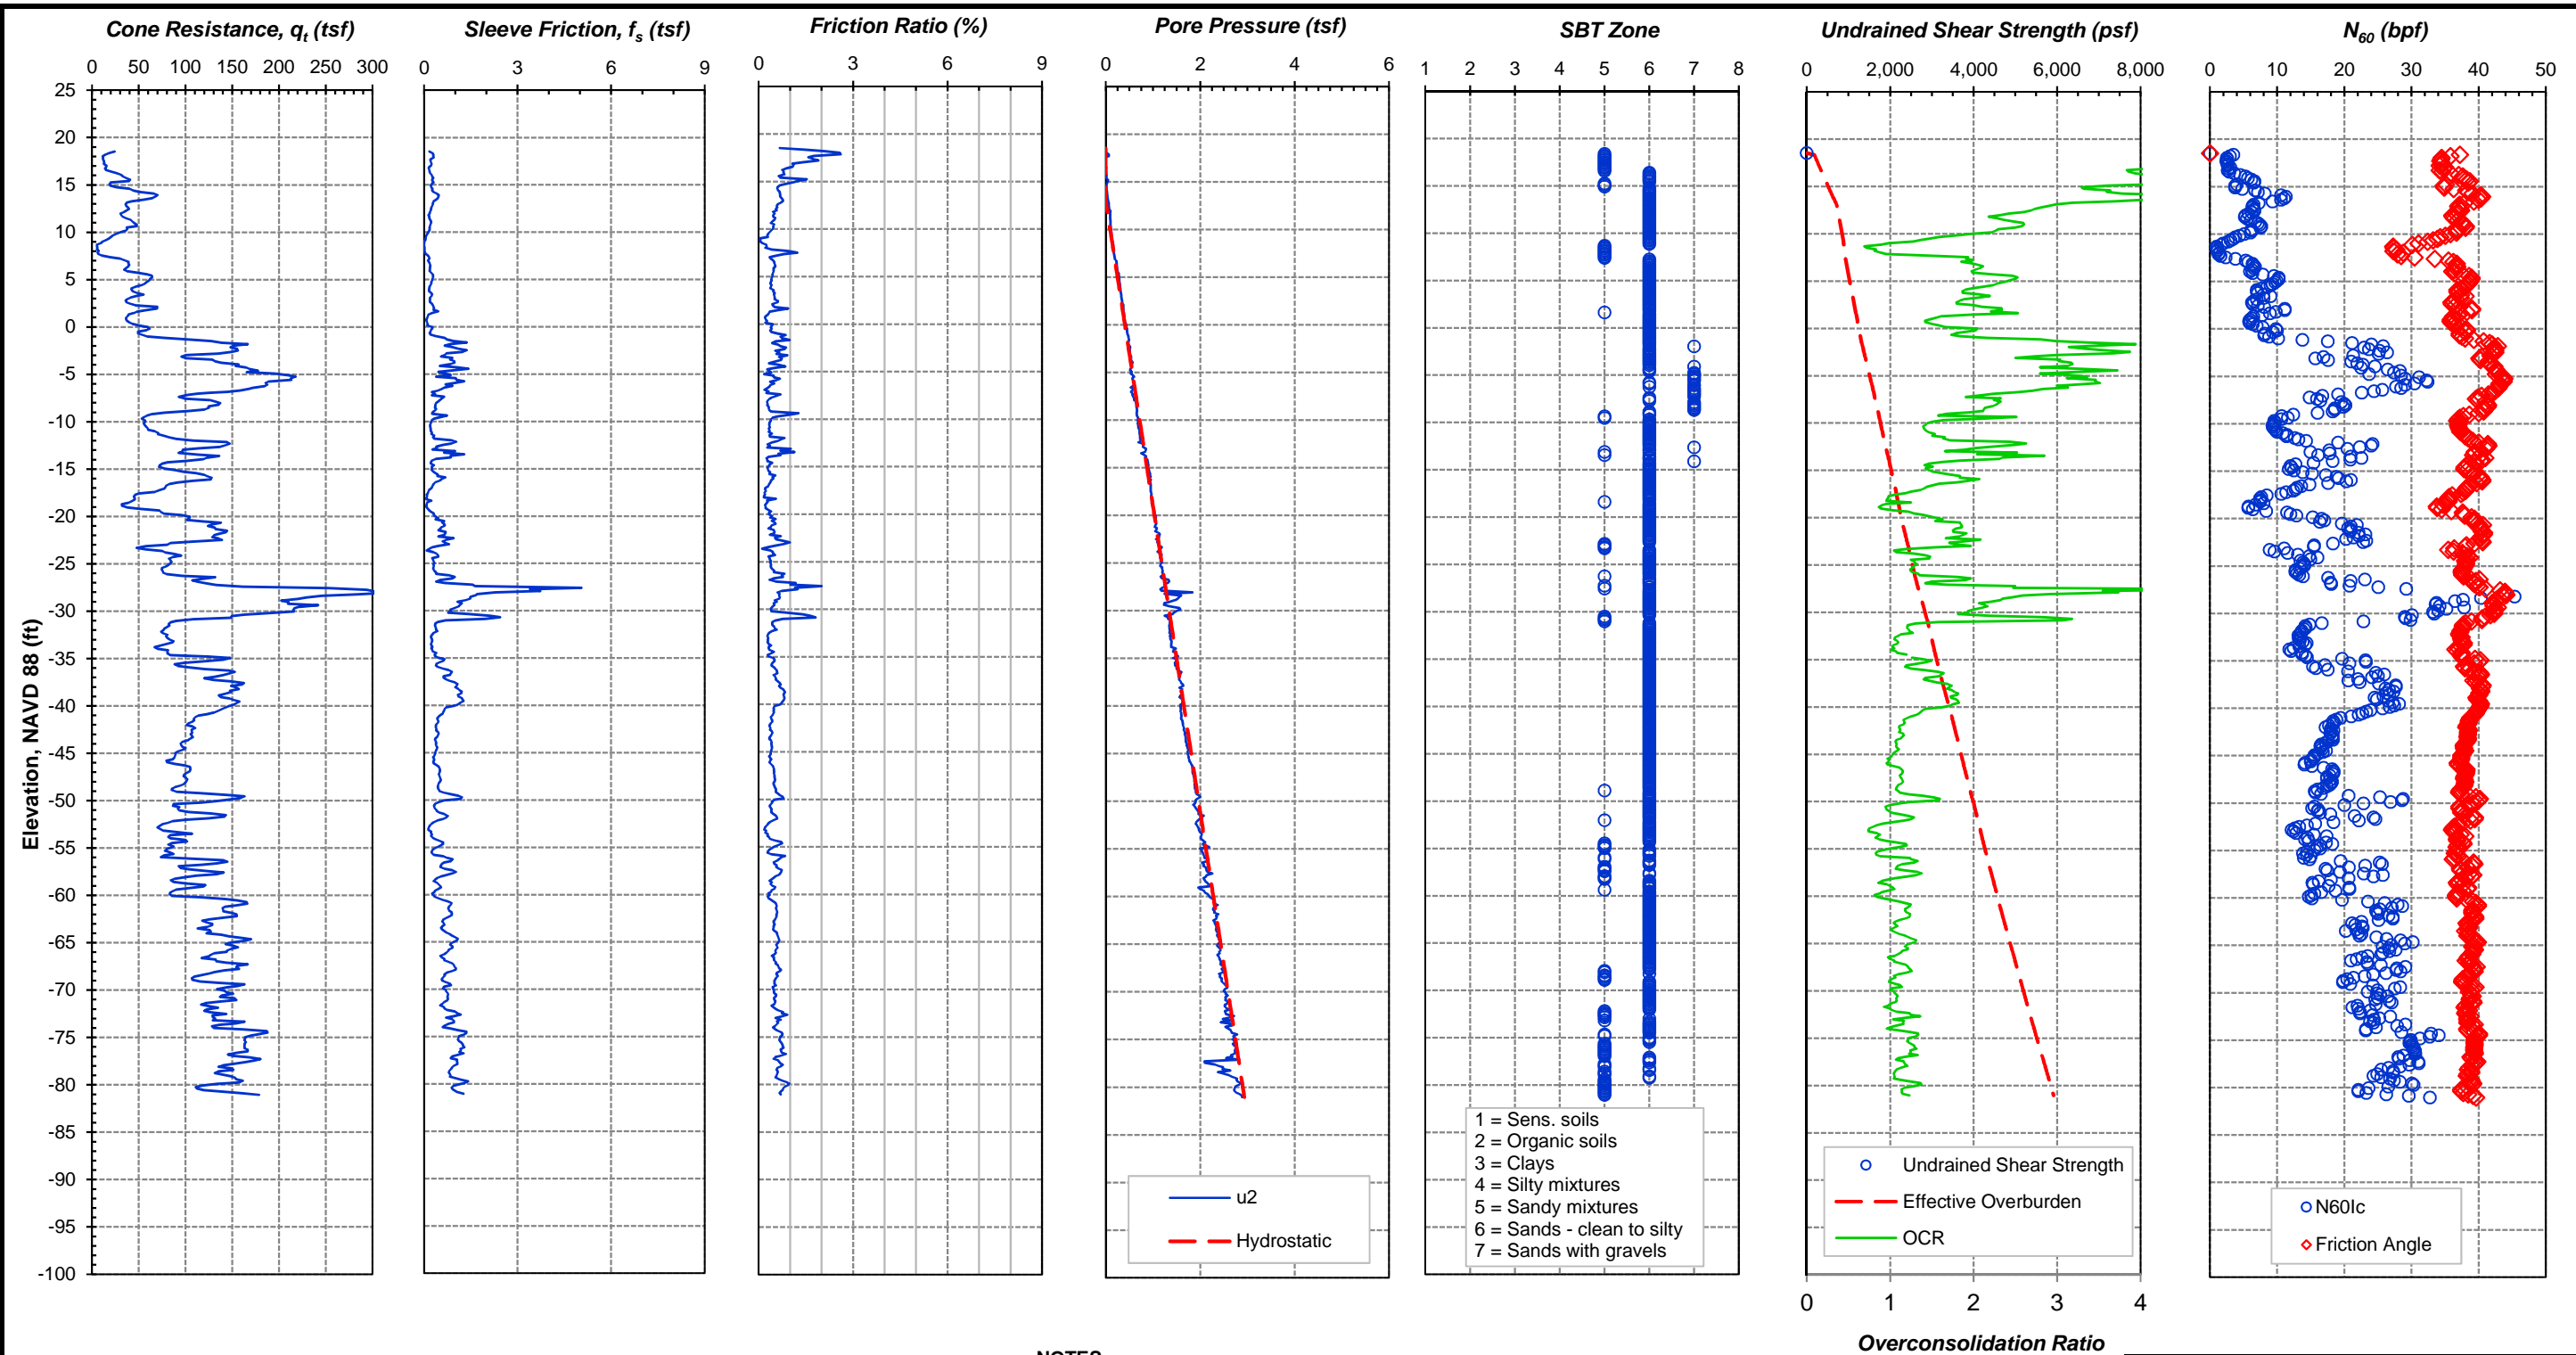 Cone Resistance, qt (tsf)
Sleeve Friction, fs (tsf)
Friction Ratio (%)
Pore Pressure (tsf)
SBT Zone
Undrained Shear Strength (psf)
N60 (bpf)
0 50 100 150 200 250 300
0 3 6 9
0 3 6 9
0 2 4 6
1 2 3 4 5 6 7 8
0 2,000 4,000 6,000 8,000
0 10 20 30 40 50
Elevation, NAVD 88 (ft)
25
20
15
10
5
0
-5
-10
-15
-20
-25
-30
-35
-40
-45
-50
-55
-60
-65
-70
-75
-80
-85
-90
-95
-100
u2
Hydrostatic
1 = Sens. soils
2 = Organic soils
3 = Clays
4 = Silty mixtures
5 = Sandy mixtures
6 = Sands - clean to silty
7 = Sands with gravels
Undrained Shear Strength
Effective Overburden
OCR
N60Ic
Friction Angle
0 1 2 3 4
Overconsolidation Ratio
NOTES